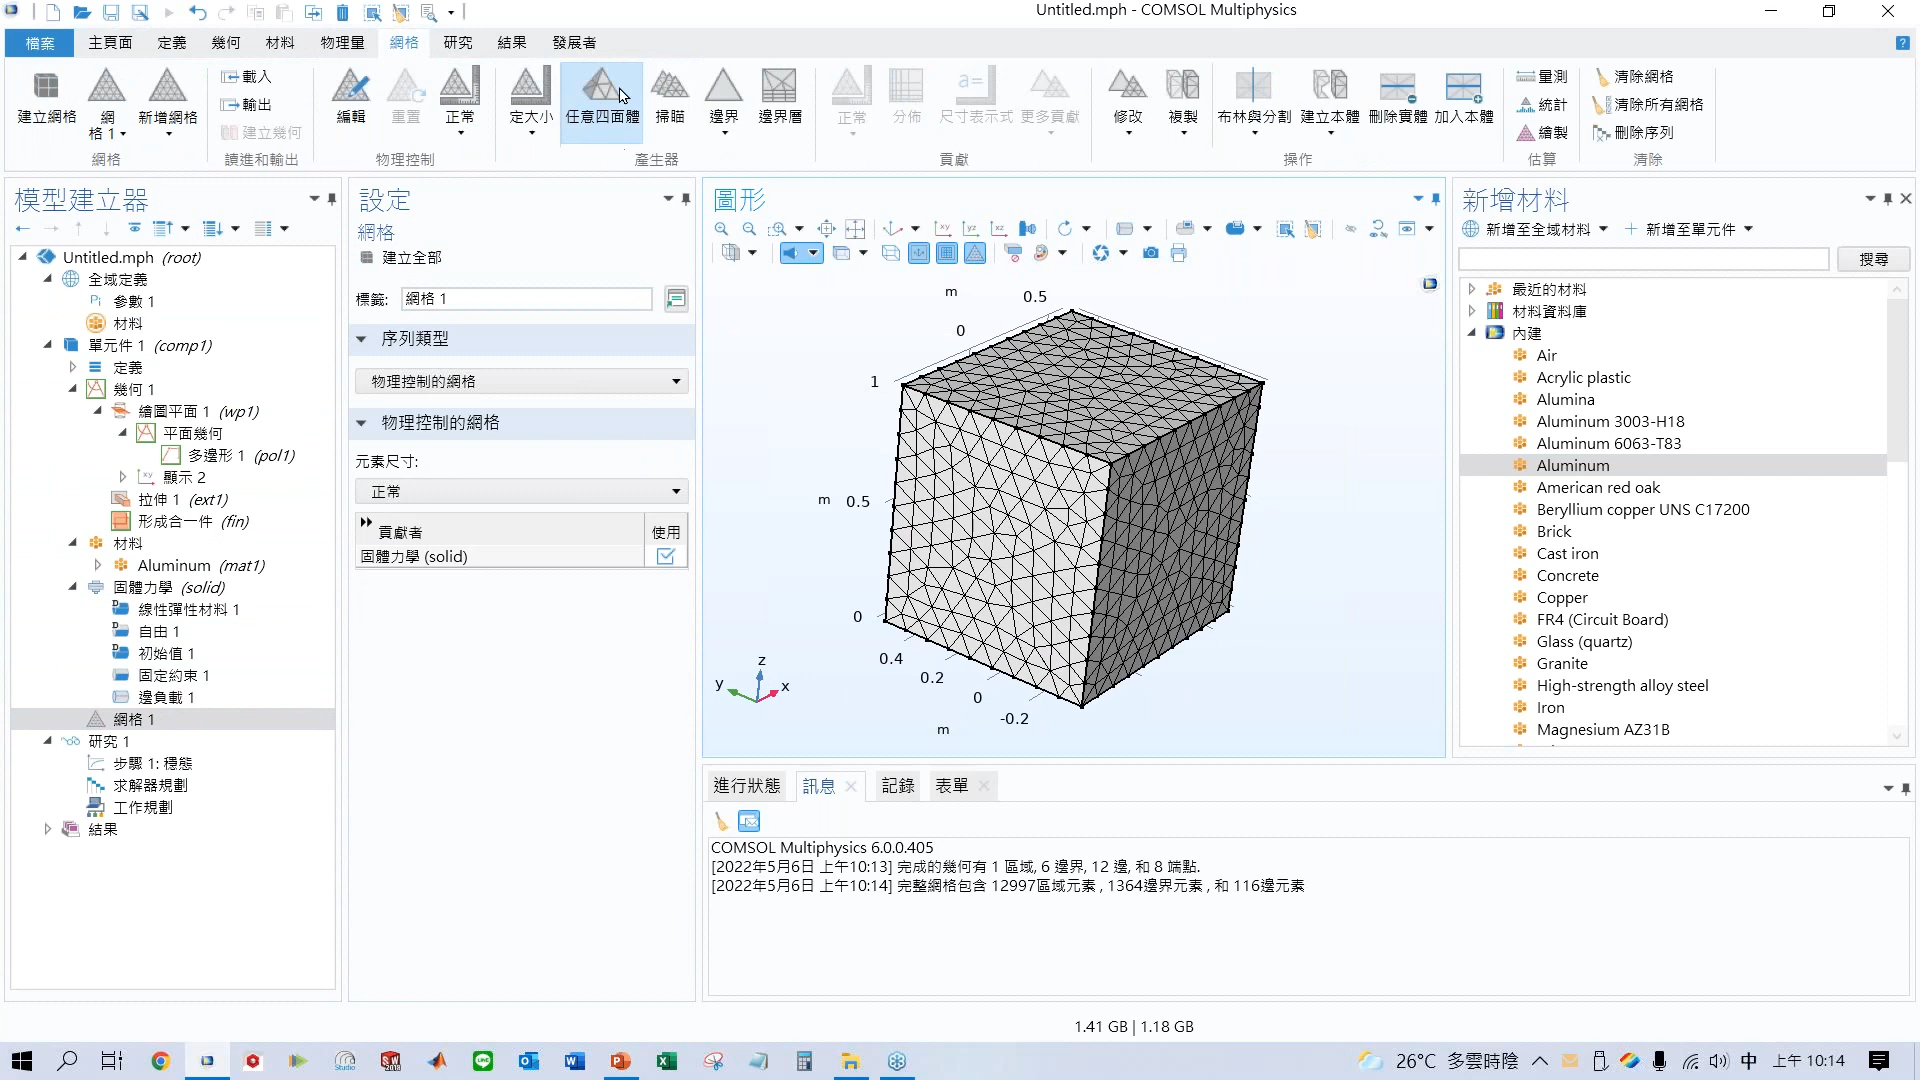 Untitled.mph - COMSOL Multiphysics
檔案 主頁面 定義 幾何 材料 物理量 網格 研究 結果 發展者
建立網格 網格 1 新增網格 載入 輸出 建立幾何 編輯 重置 正常 定大小 任意四面體 掃瞄 邊界 邊界層 正常 分佈 尺寸表示式 更多貢獻 修改 複製 布林與分割 建立本體 刪除實體 加入本體 量測 統計 繪製 清除網格 清除所有網格 刪除序列
網格 讀進和輸出 物理控制 產生器 貢獻 操作 估算 清除
模型建立器
Untitled.mph (root)
全域定義
Pi 參數 1
材料
單元件 1 (comp1)
定義
幾何 1
繪圖平面 1 (wp1)
平面幾何
多邊形 1 (pol1)
顯示 2
拉伸 1 (ext1)
形成合一件 (fin)
材料
Aluminum (mat1)
固體力學 (solid)
線性彈性材料 1
自由 1
初始值 1
固定約束 1
邊負載 1
網格 1
研究 1
步驟 1: 穩態
求解器規劃
工作規劃
結果
設定
網格
建立全部
標籤: 網格 1
序列類型
物理控制的網格
物理控制的網格
元素尺寸:
正常
貢獻者 使用
固體力學 (solid)
圖形
m 0.5
0
1
m 0.5
0
0.4
0.2
0
-0.2
m
z
y x
新增材料
新增至全域材料 新增至單元件
搜尋
最近的材料
材料資料庫
內建
Air
Acrylic plastic
Alumina
Aluminum 3003-H18
Aluminum 6063-T83
Aluminum
American red oak
Beryllium copper UNS C17200
Brick
Cast iron
Concrete
Copper
FR4 (Circuit Board)
Glass (quartz)
Granite
High-strength alloy steel
Iron
Magnesium AZ31B
進行狀態 訊息 記錄 表單
COMSOL Multiphysics 6.0.0.405
[2022年5月6日 上午10:13] 完成的幾何有 1 區域, 6 邊界, 12 邊, 和 8 端點.
[2022年5月6日 上午10:14] 完整網格包含 12997區域元素 , 1364邊界元素 , 和 116邊元素
1.41 GB | 1.18 GB
26°C 多雲時陰 中 上午 10:14